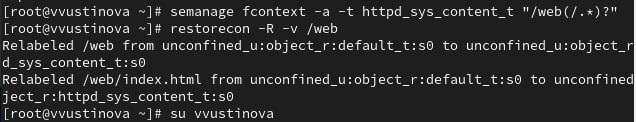 [root@vvustinova ~]# semanage fcontext -a -t httpd_sys_content_t "/web(/.*)?"
[root@vvustinova ~]# restorecon -R -v /web
Relabeled /web from unconfined_u:object_r:default_t:s0 to unconfined_u:object_r:
d_sys_content_t:s0
Relabeled /web/index.html from unconfined_u:object_r:default_t:s0 to unconfined
ject_r:httpd_sys_content_t:s0
[root@vvustinova ~]# su vvustinova